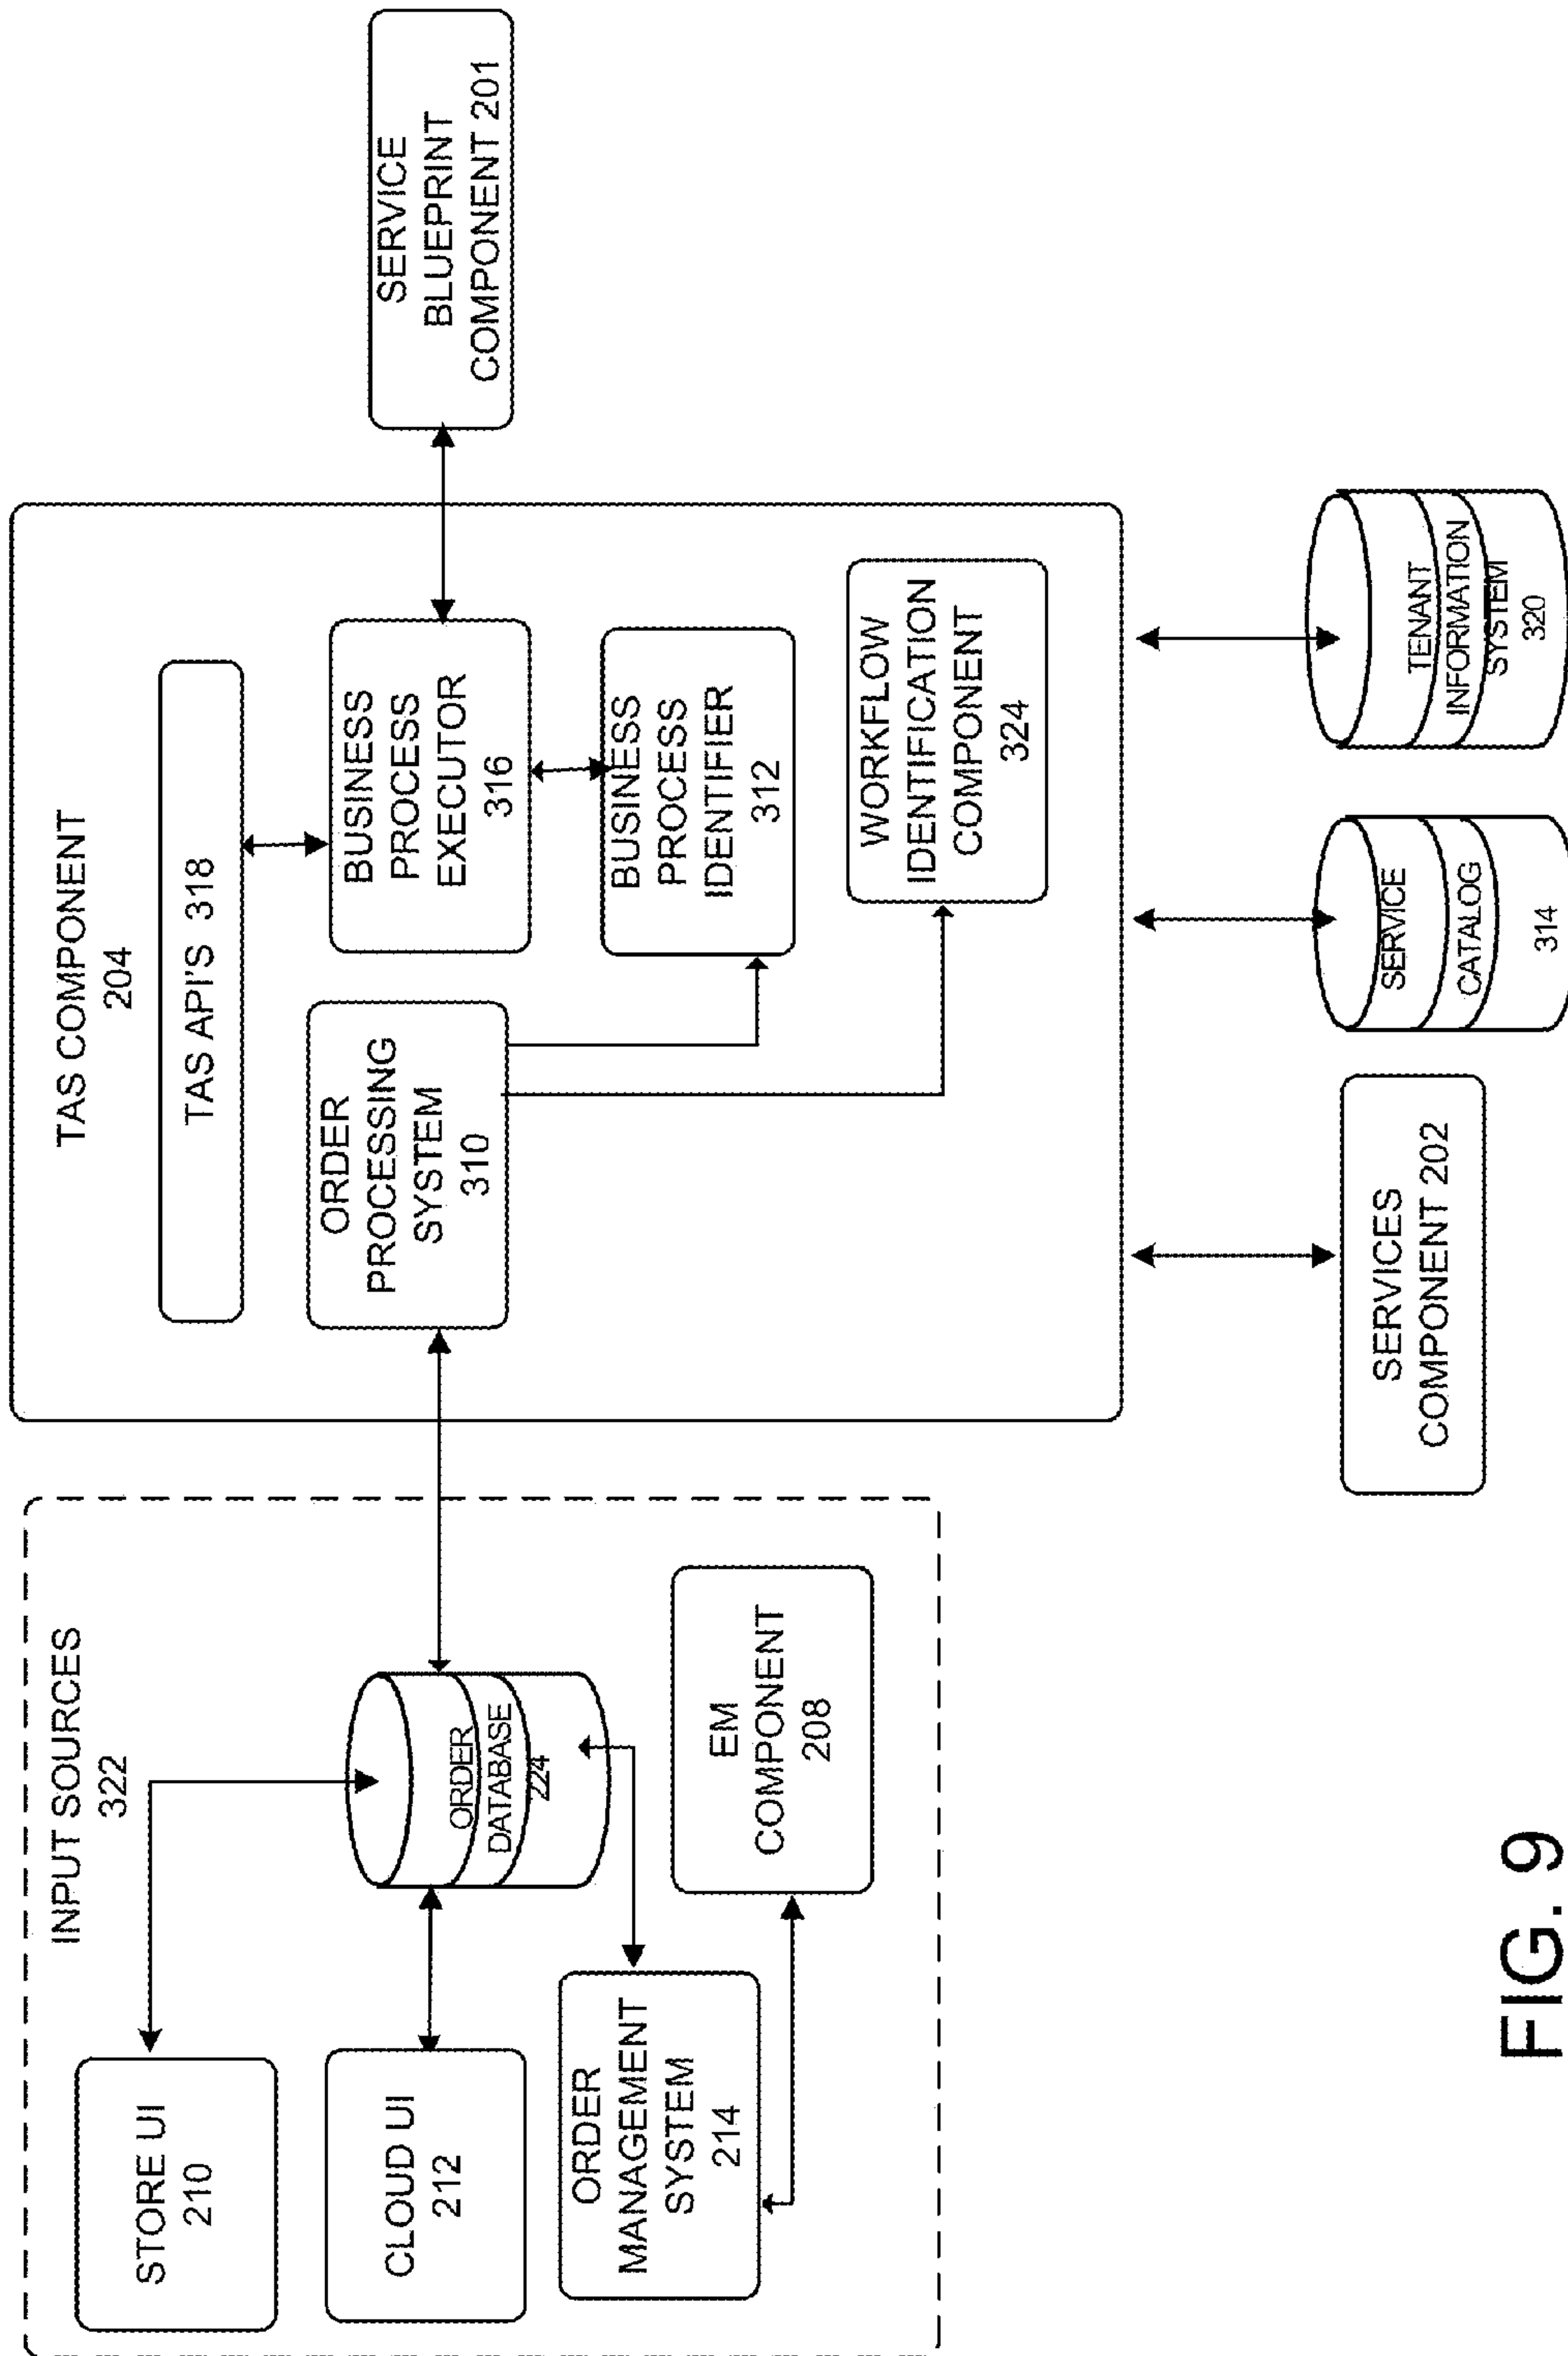 INPUT SOURCES
322
STORE UI
210
CLOUD UI
212
ORDER
MANAGEMENT
SYSTEM
214
ORDER
DATABASE
224
EM
COMPONENT
208
TAS COMPONENT
204
TAS API'S 318
ORDER
PROCESSING
SYSTEM
310
BUSINESS
PROCESS
EXECUTOR
316
BUSINESS
PROCESS
IDENTIFIER
312
WORKFLOW
IDENTIFICATION
COMPONENT
324
SERVICE
BLUEPRINT
COMPONENT 201
SERVICES
COMPONENT 202
SERVICE
CATALOG
314
TENANT
INFORMATION
SYSTEM
320
FIG. 9